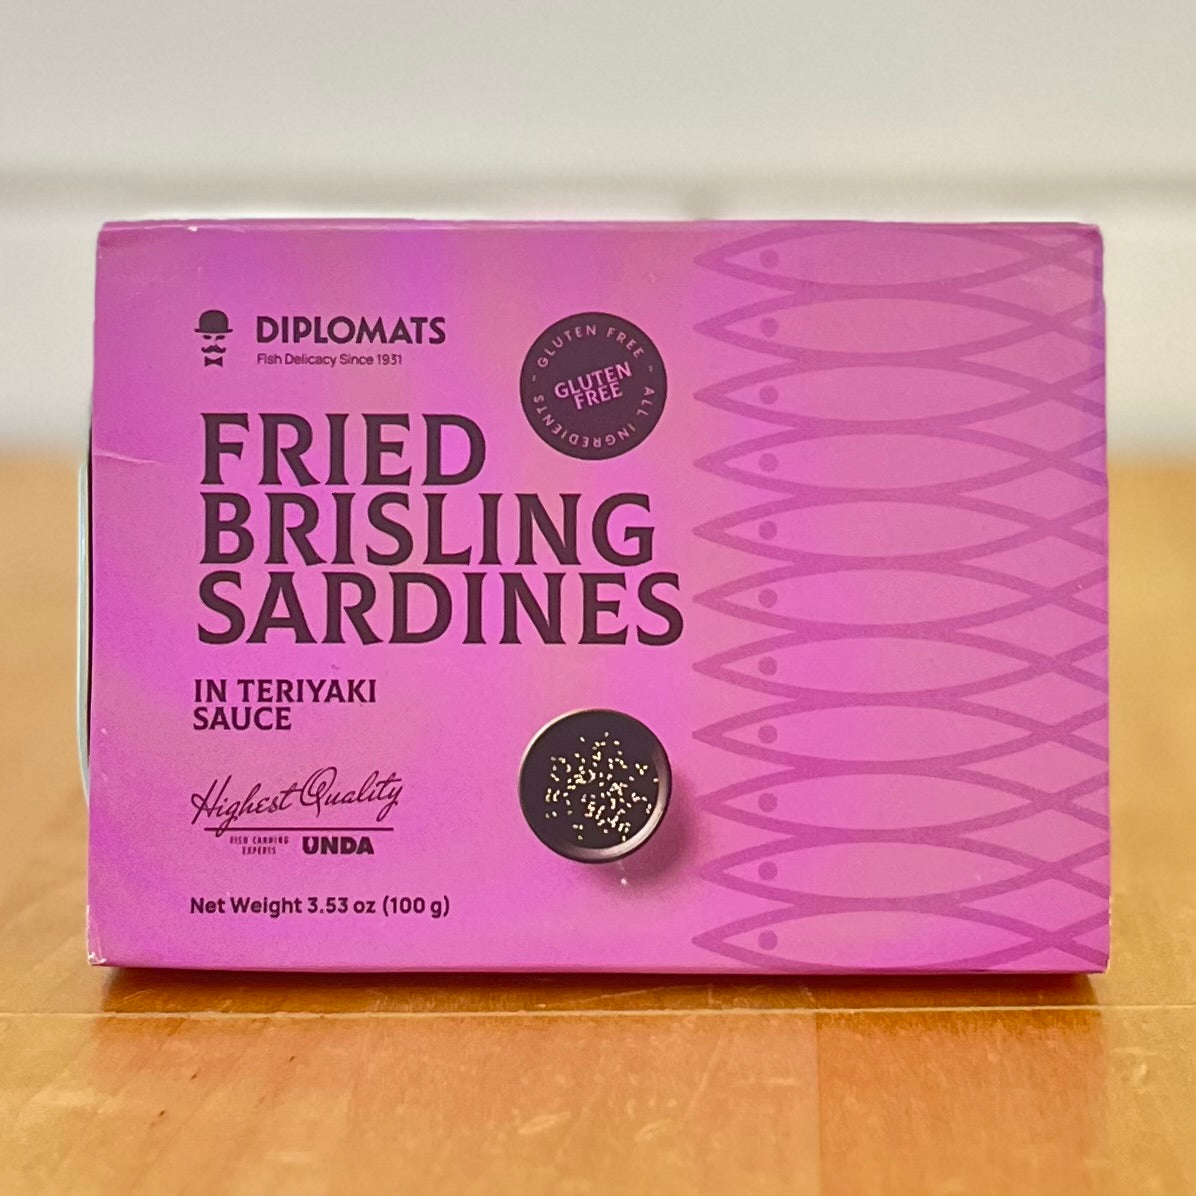 DIPLOMATS
Fish Delicacy Since 1931
GLUTEN FREE - ALL INGREDIENTS -
GLUTEN
FREE
FRIED
BRISLING
SARDINES
IN TERIYAKI
SAUCE
Highest Quality
FISH CANNING
EXPERTS
UNDA
Net Weight 3.53 oz (100 g)